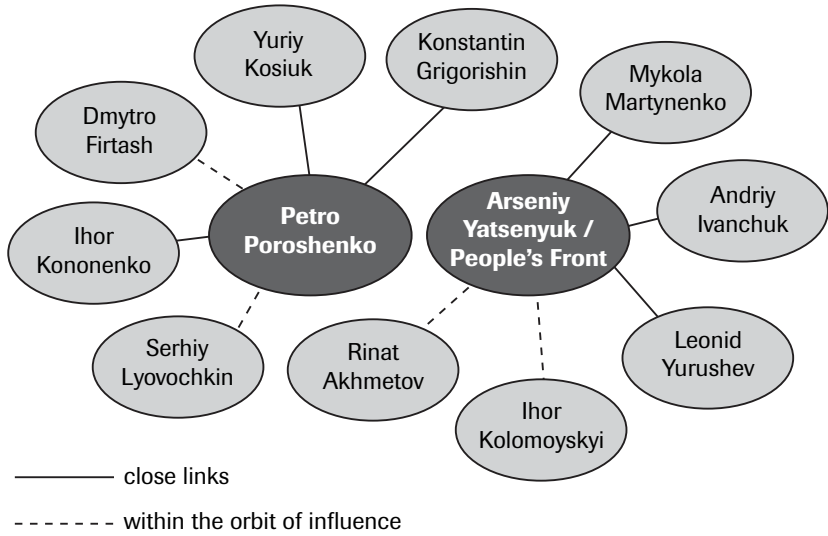 Yuriy
Kosiuk
Konstantin
Grigorishin
Mykola
Martynenko
Dmytro
Firtash
Andriy
Ivanchuk
Petro
Poroshenko
Arseniy
Yatsenyuk /
People's Front
Ihor
Kononenko
Serhiy
Lyovochkin
Rinat
Akhmetov
Leonid
Yurushev
Ihor
Kolomoyskyi
close links
within the orbit of influence